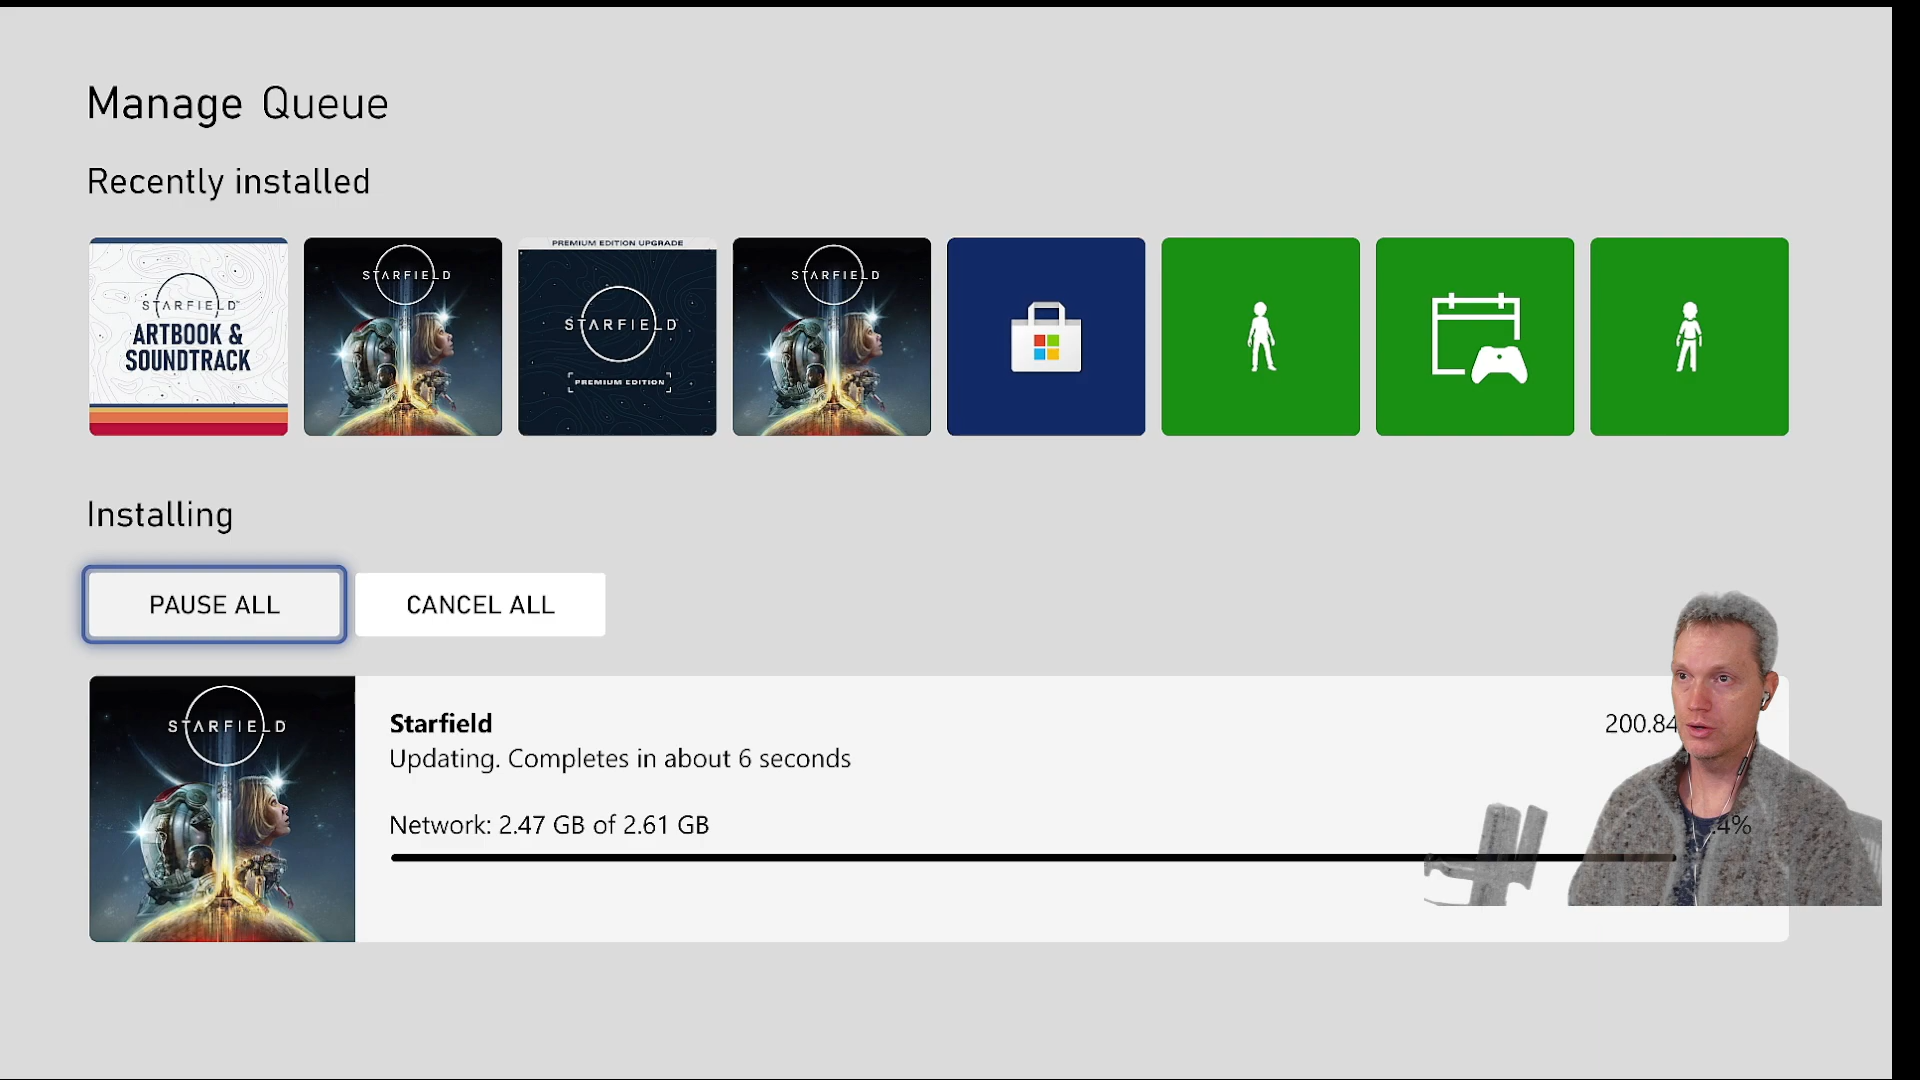 Manage Queue
Recently installed
STARFIELD
ARTBOOK &
SOUNDTRACK
STARFIELD
PREMIUM EDITION UPGRADE
STARFIELD
PREMIUM EDITION
STARFIELD
Installing
PAUSE ALL
CANCEL ALL
STARFIELD
Starfield
200.84
Updating. Completes in about 6 seconds
Network: 2.47 GB of 2.61 GB
.4%